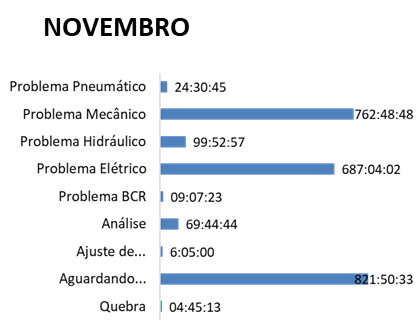 NOVEMBRO
Problema Pneumático 24:30:45
Problema Mecânico 762:48:48
Problema Hidráulico 99:52:57
Problema Elétrico 687:04:02
Problema BCR 09:07:23
Análise 69:44:44
Ajuste de... 6:05:00
Aguardando... 821:50:33
Quebra 04:45:13